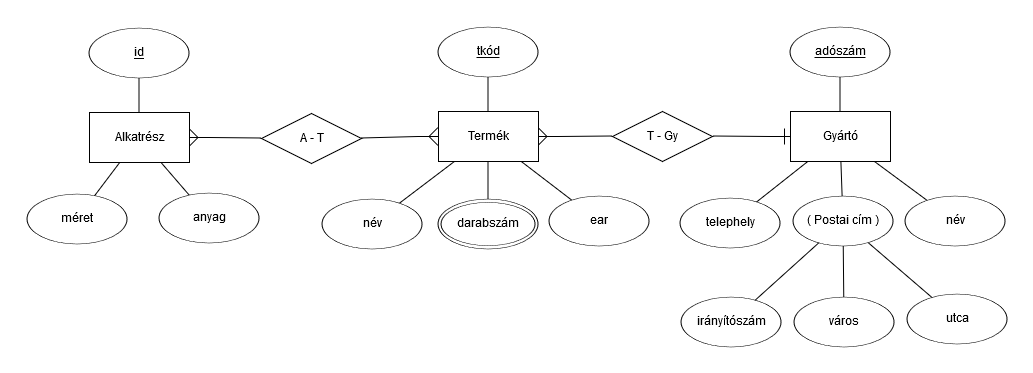 id
tkód
adószám
Alkatrész
A - T
Termék
T - Gy
Gyártó
méret
anyag
név
darabszám
ear
telephely
( Postai cím )
név
irányítószám
város
utca